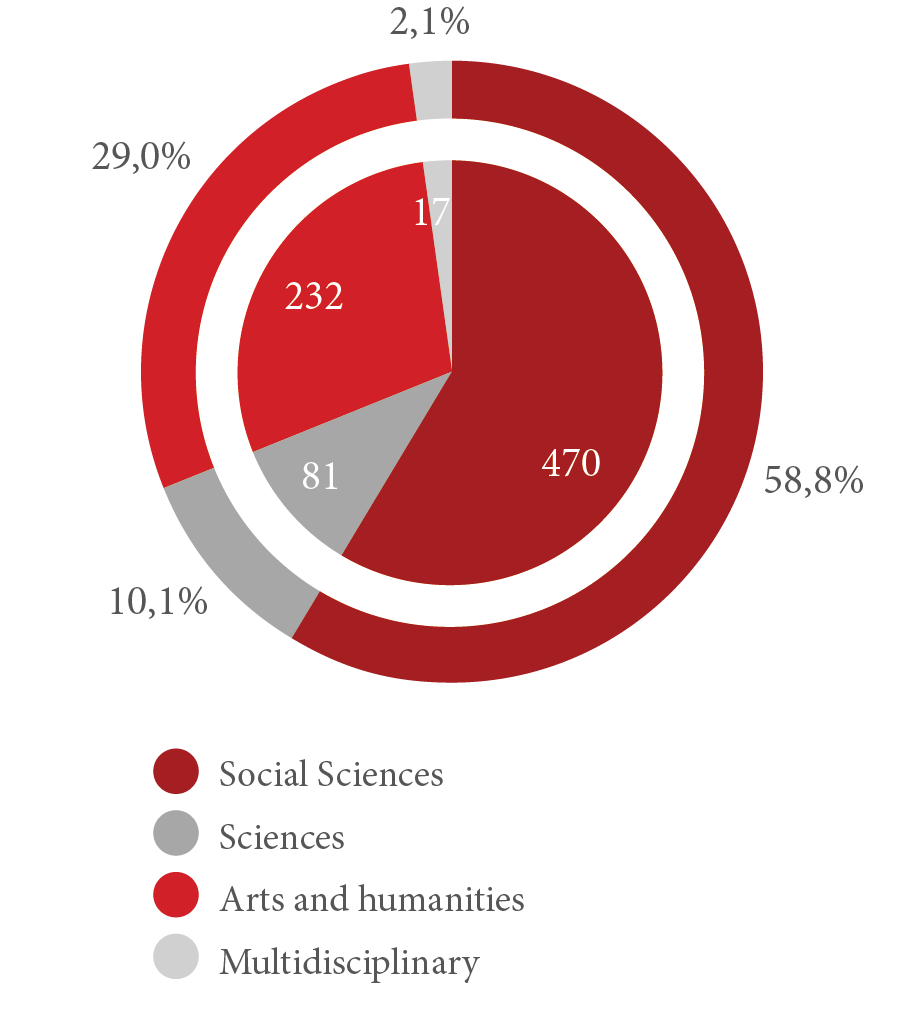 2,1%
29,0%
17
232
470
81
58,8%
10,1%
Social Sciences
Sciences
Arts and humanities
Multidisciplinary